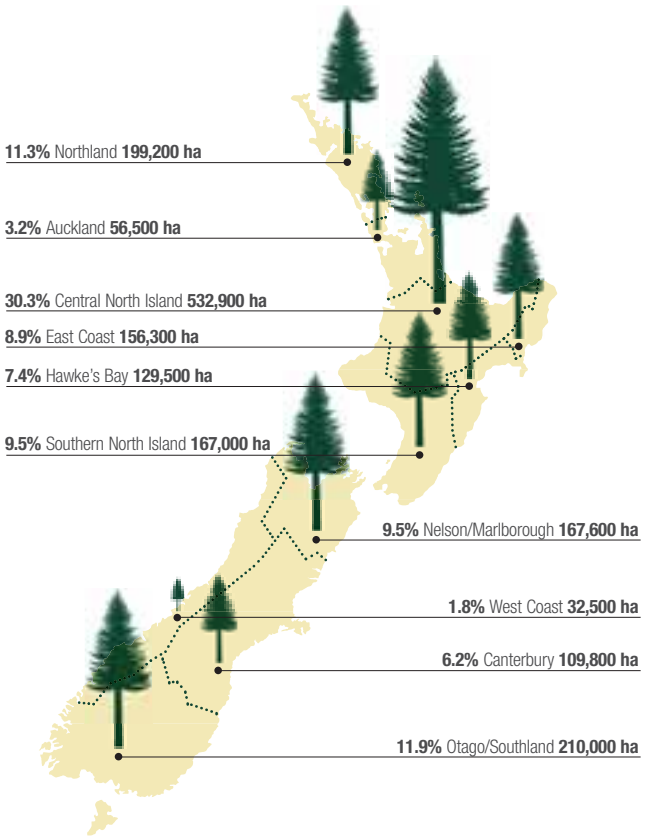 11.3% Northland 199,200 ha
3.2% Auckland 56,500 ha
30.3% Central North Island 532,900 ha
8.9% East Coast 156,300 ha
7.4% Hawke's Bay 129,500 ha
9.5% Southern North Island 167,000 ha
9.5% Nelson/Marlborough 167,600 ha
1.8% West Coast 32,500 ha
6.2% Canterbury 109,800 ha
11.9% Otago/Southland 210,000 ha